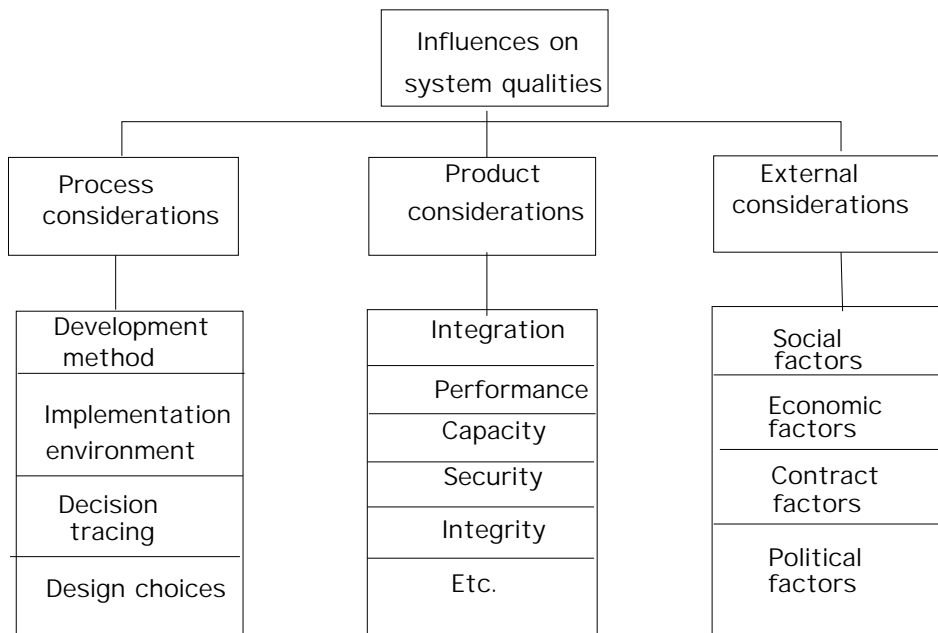 Influences on
system qualities
Process
considerations
Product
considerations
External
considerations
Development
method
Implementation
environment
Decision
tracing
Design choices
Integration
Performance
Capacity
Security
Integrity
Etc.
Social
factors
Economic
factors
Contract
factors
Political
factors